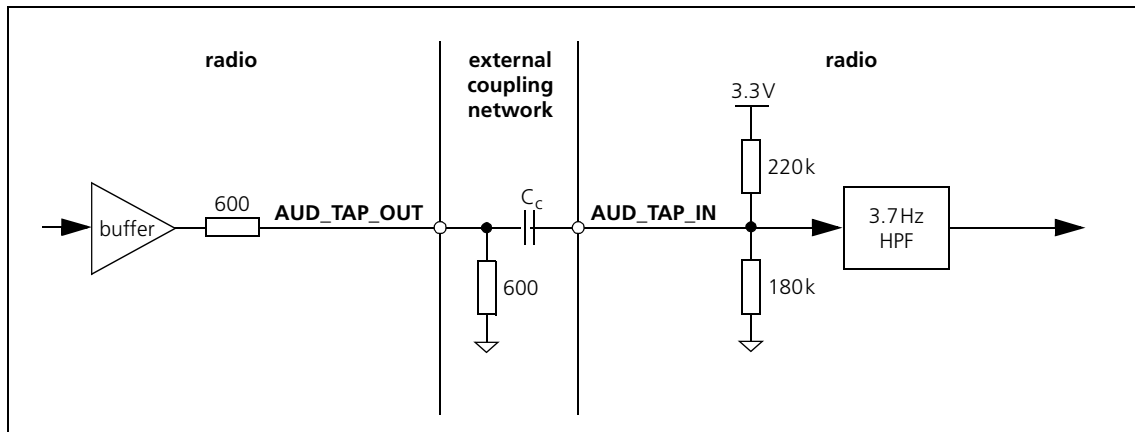 radio
external
coupling
network
radio
3.3V
220k
600
buffer
AUD_TAP_OUT
Cc
AUD_TAP_IN
3.7Hz
HPF
600
180k